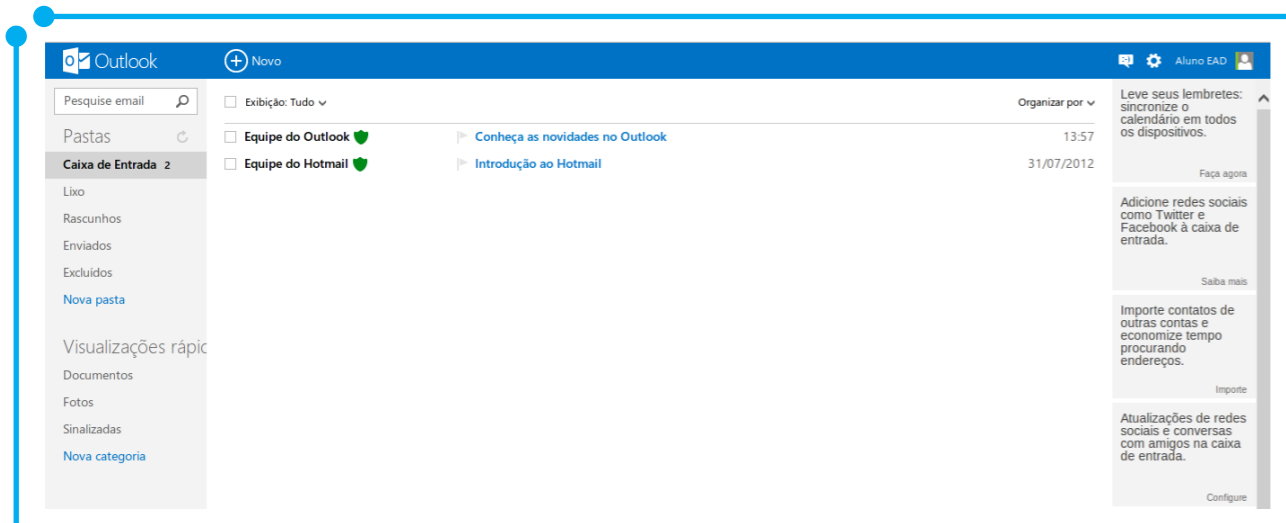 Outlook
Novo
Aluno EAD
Pesquise email
Pastas
Caixa de Entrada 2
Lixo
Rascunhos
Enviados
Excluídos
Nova pasta
Visualizações rápic
Documentos
Fotos
Sinalizadas
Nova categoria
Exibição: Tudo
Organizar por
Equipe do Outlook Conheça as novidades no Outlook 13:57
Equipe do Hotmail Introdução ao Hotmail 31/07/2012
Leve seus lembretes:
sincronize o
calendário em todos
os dispositivos.
Faça agora
Adicione redes sociais
como Twitter e
Facebook à caixa de
entrada.
Saiba mais
Importe contatos de
outras contas e
economize tempo
procurando
endereços.
Importe
Atualizações de redes
sociais e conversas
com amigos na caixa
de entrada.
Configure